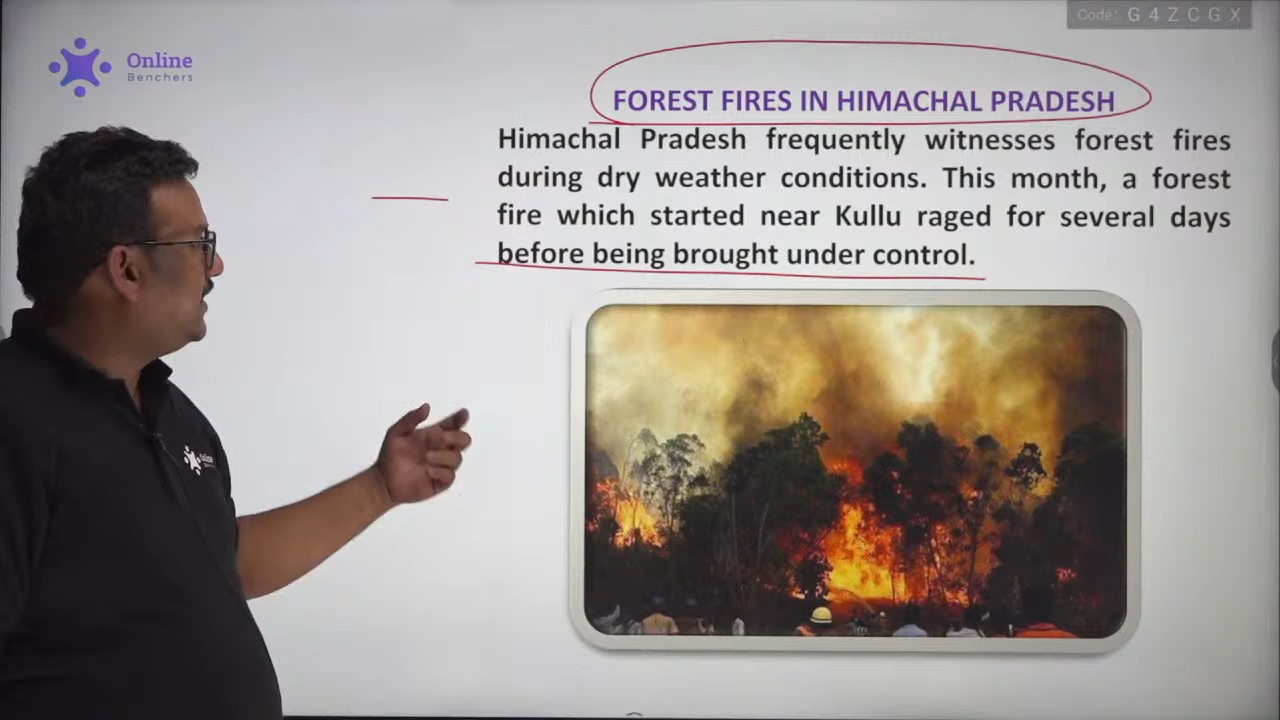 Code: G 4 Z C G X
Online
Benchers
FOREST FIRES IN HIMACHAL PRADESH
Himachal Pradesh frequently witnesses forest fires
during dry weather conditions. This month, a forest
fire which started near Kullu raged for several days
before being brought under control.
Online